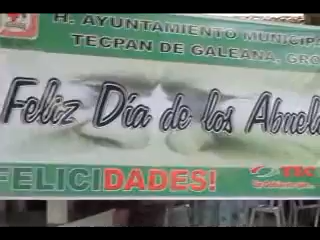 H. AYUNTAMIENTO MUNICIPA
TECPAN DE GALEANA, GRO
Feliz Día de los Abuel
FELICIDADES!